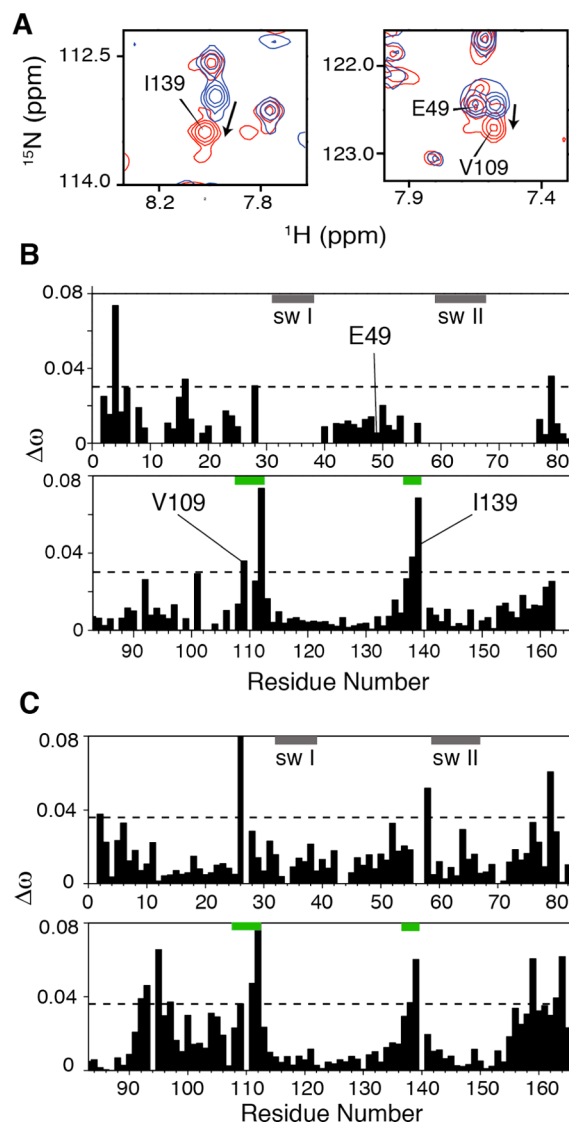 A
112.5
114.0
¹⁵N (ppm)
I139
8.2
7.8
122.0
123.0
E49
V109
7.9
7.4
¹H (ppm)
B
0.08
0.04
0
sw I
sw II
E49
0 10 20 30 40 50 60 70 80
Δω
0.08
0.04
0
V109
I139
90 100 110 120 130 140 150 160
Residue Number
C
0.08
0.04
0
sw I
sw II
0 10 20 30 40 50 60 70 80
Δω
0.08
0.04
0
90 100 110 120 130 140 150 160
Residue Number